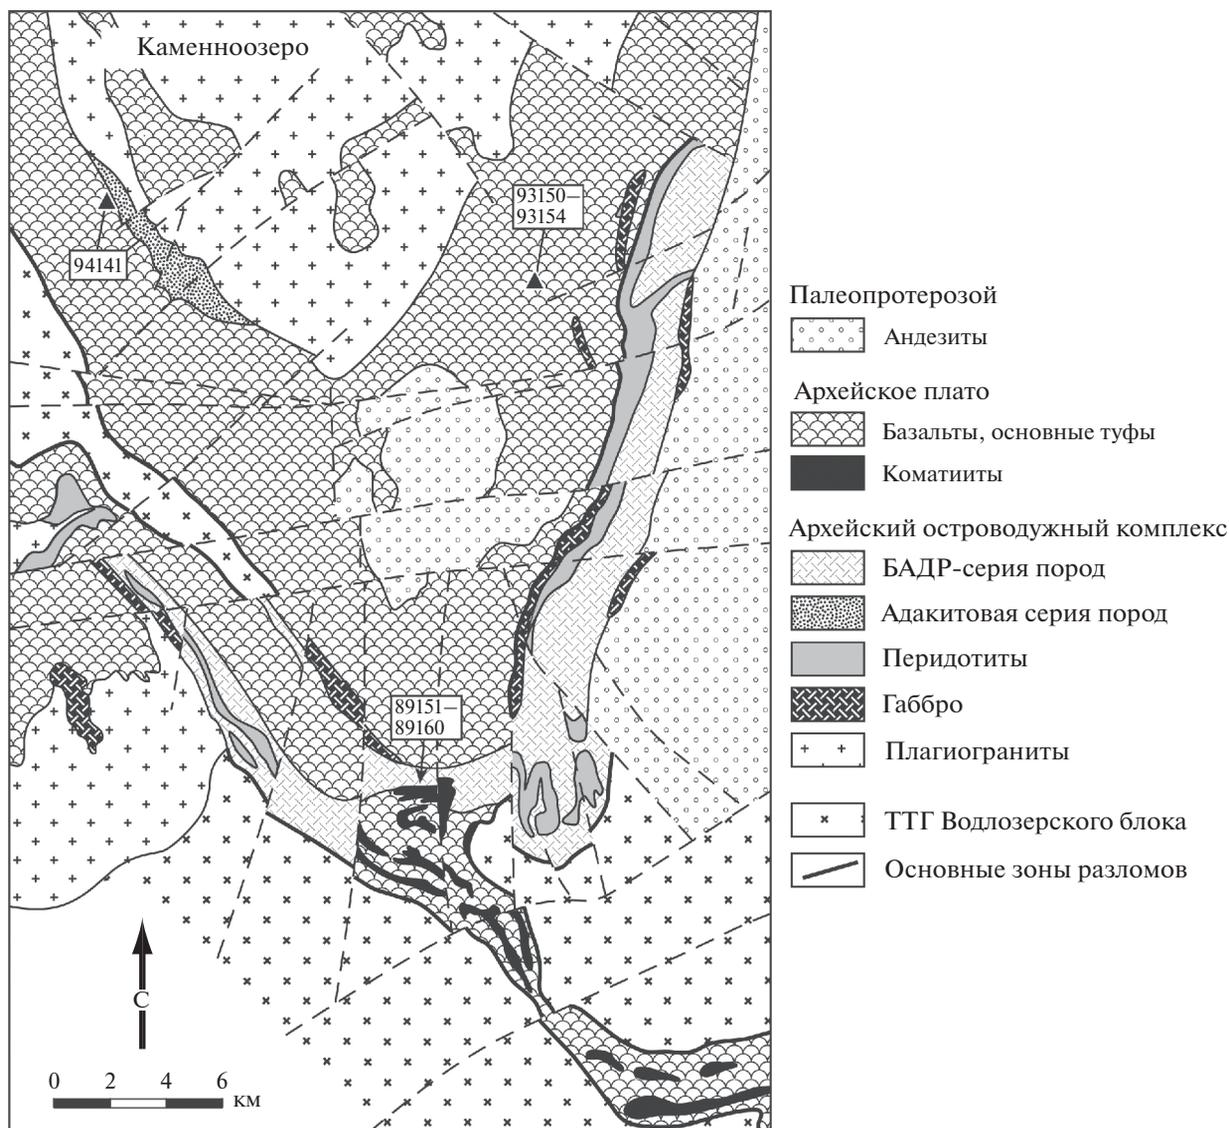 Каменноозеро
93150–
93154
94141
89151–
89160
С
0 2 4 6
км
Палеопротерозой
Андезиты
Архейское плато
Базальты, основные туфы
Коматииты
Архейский островодужный комплекс
БАДР-серия пород
Адакитовая серия пород
Перидотиты
Габбро
Плагиограниты
ТТГ Водлозерского блока
Основные зоны разломов